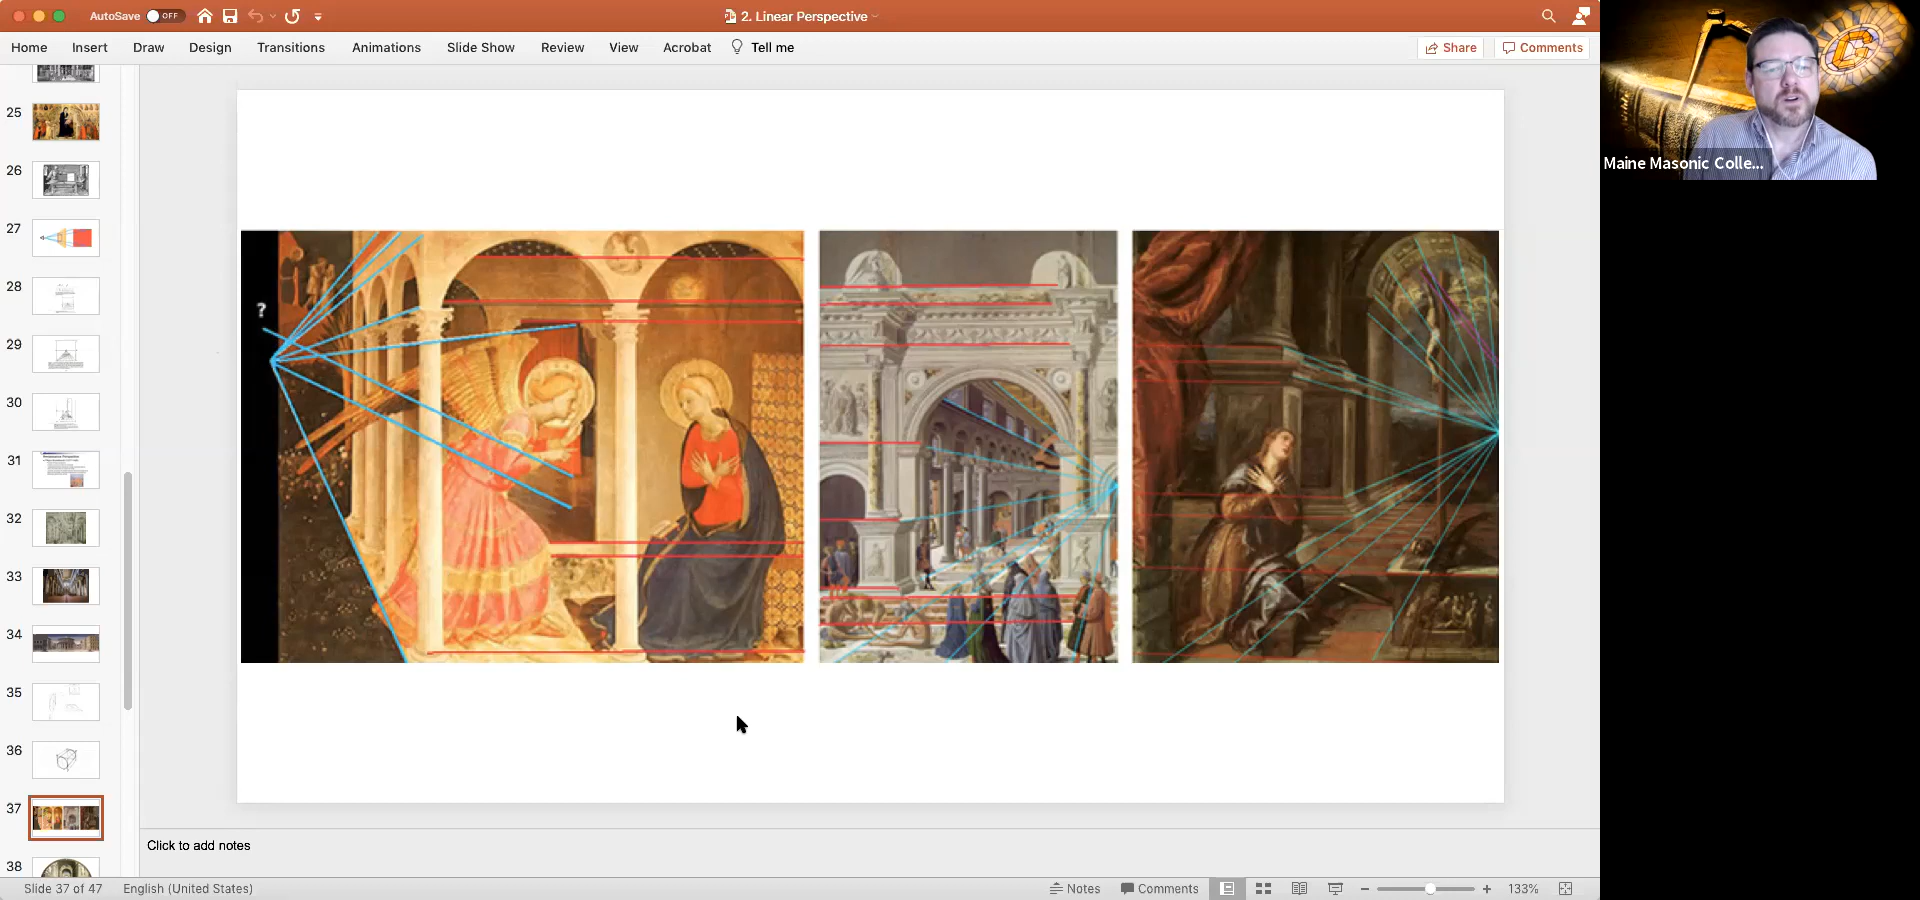 AutoSave OFF
2. Linear Perspective
Home Insert Draw Design Transitions Animations Slide Show Review View Acrobat Tell me
Share Comments
Maine Masonic Colle...
25
26
27
28
29
30
31
32
33
34
35
36
37
38
?
Click to add notes
Slide 37 of 47 English (United States) Notes Comments 133%